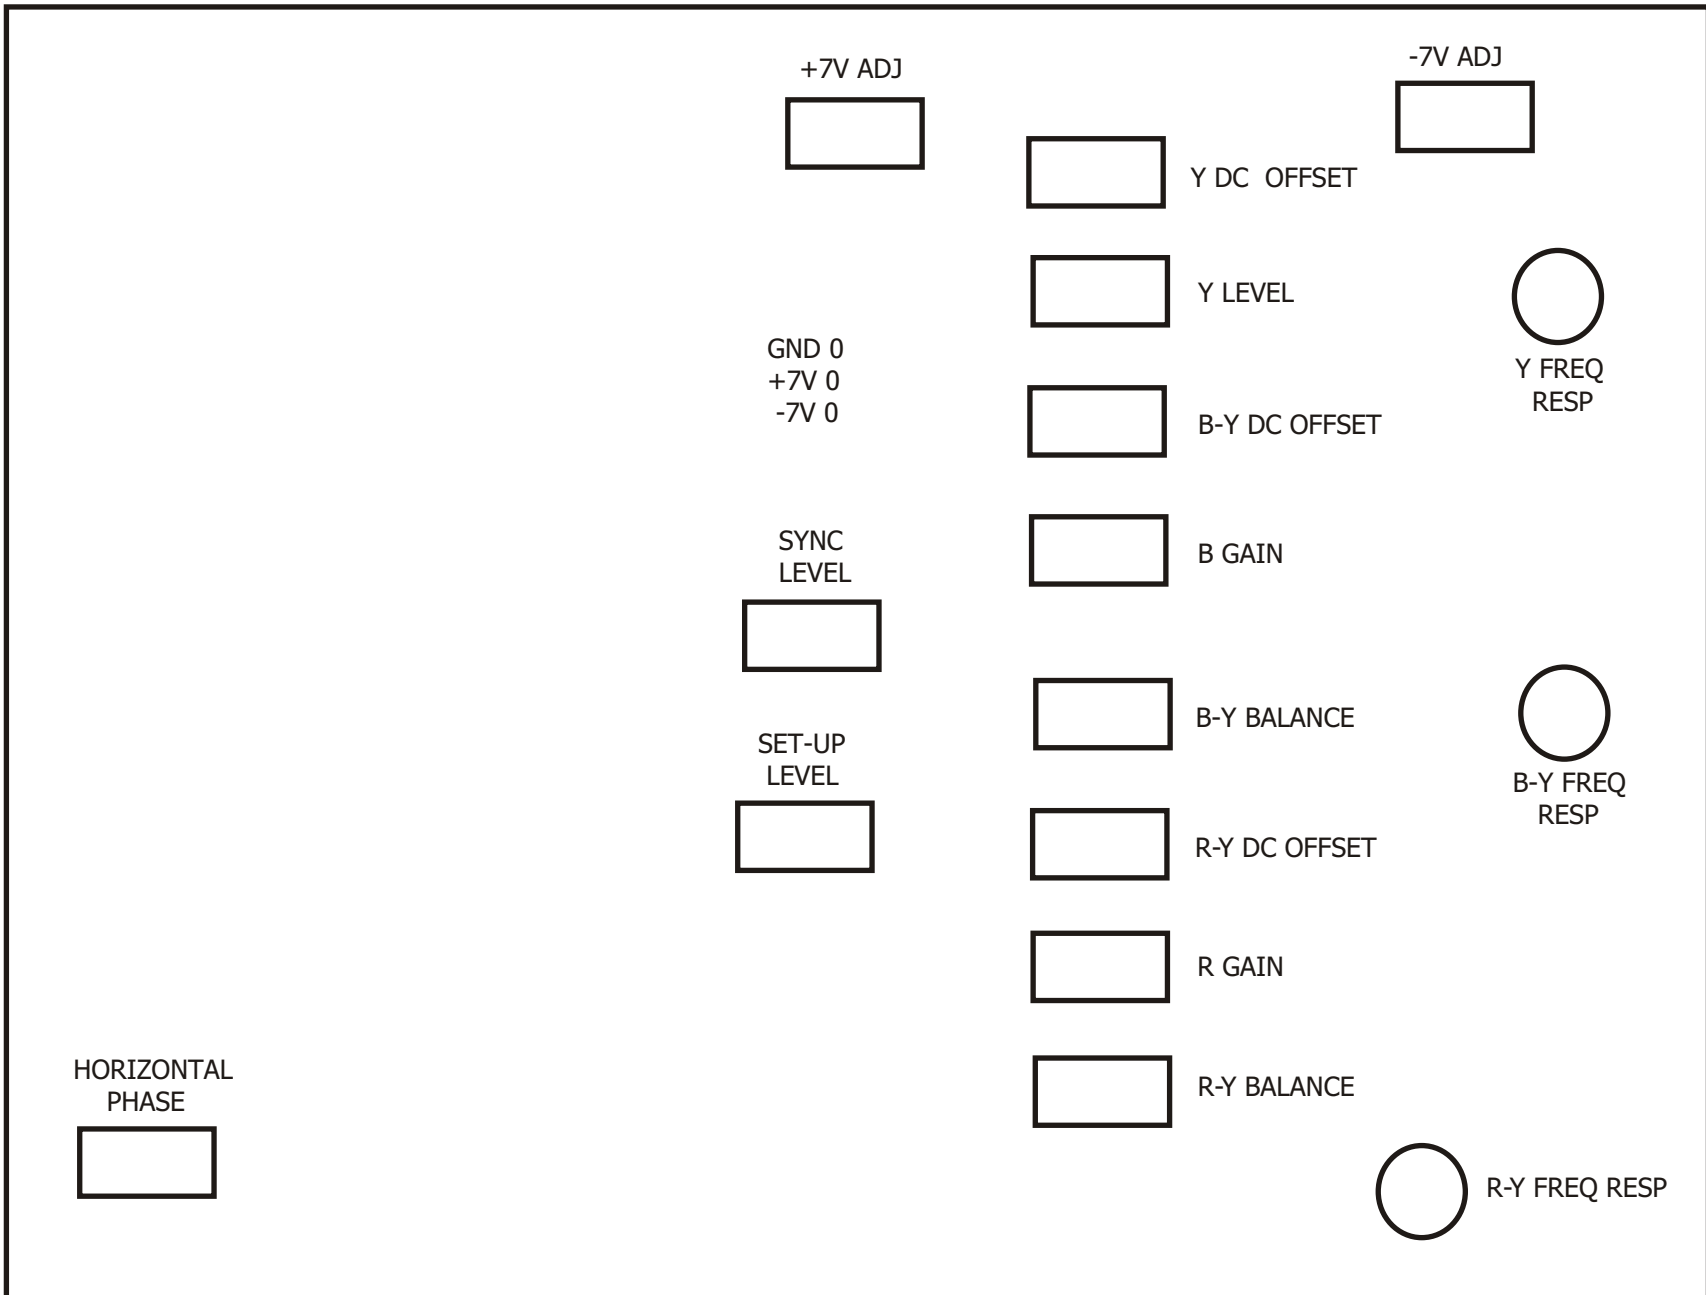 +7V ADJ
-7V ADJ
Y DC  OFFSET
Y LEVEL
GND 0
+7V 0
-7V 0
Y FREQ
RESP
B-Y DC OFFSET
SYNC
LEVEL
B GAIN
B-Y BALANCE
SET-UP
LEVEL
B-Y FREQ
RESP
R-Y DC OFFSET
R GAIN
HORIZONTAL
PHASE
R-Y BALANCE
R-Y FREQ RESP